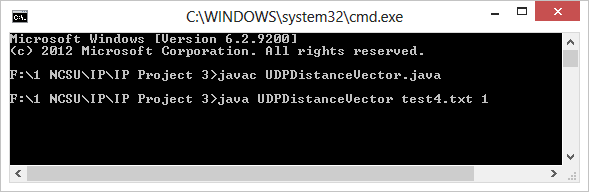 C:\WINDOWS\system32\cmd.exe
Microsoft Windows [Version 6.2.9200]
(c) 2012 Microsoft Corporation. All rights reserved.
F:\1 NCSU\IP\IP Project 3>javac UDPDistanceVector.java
F:\1 NCSU\IP\IP Project 3>java UDPDistanceVector test4.txt 1